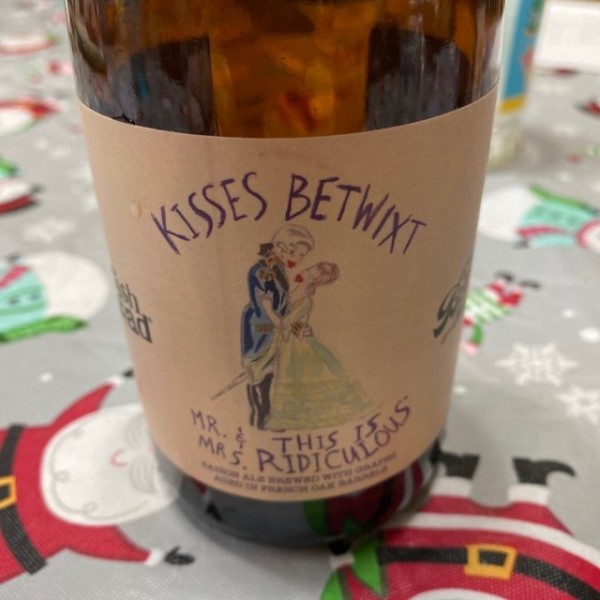 KISSES BETWIXT
MR. & THIS IS
MRS. RIDICULOUS
SAISON ALE BREWED WITH GRAPES
AGED IN FRENCH OAK BARRELS